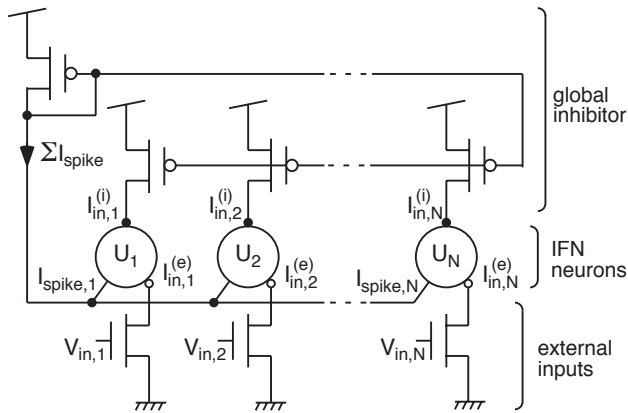 global
inhibitor
ΣI_spike
I_in,1^(i) I_in,2^(i) I_in,N^(i)
U_1 U_2 U_N
IFN
neurons
I_spike,1 I_in,1^(e) I_in,2^(e) I_spike,N I_in,N^(e)
V_in,1 V_in,2 V_in,N
external
inputs